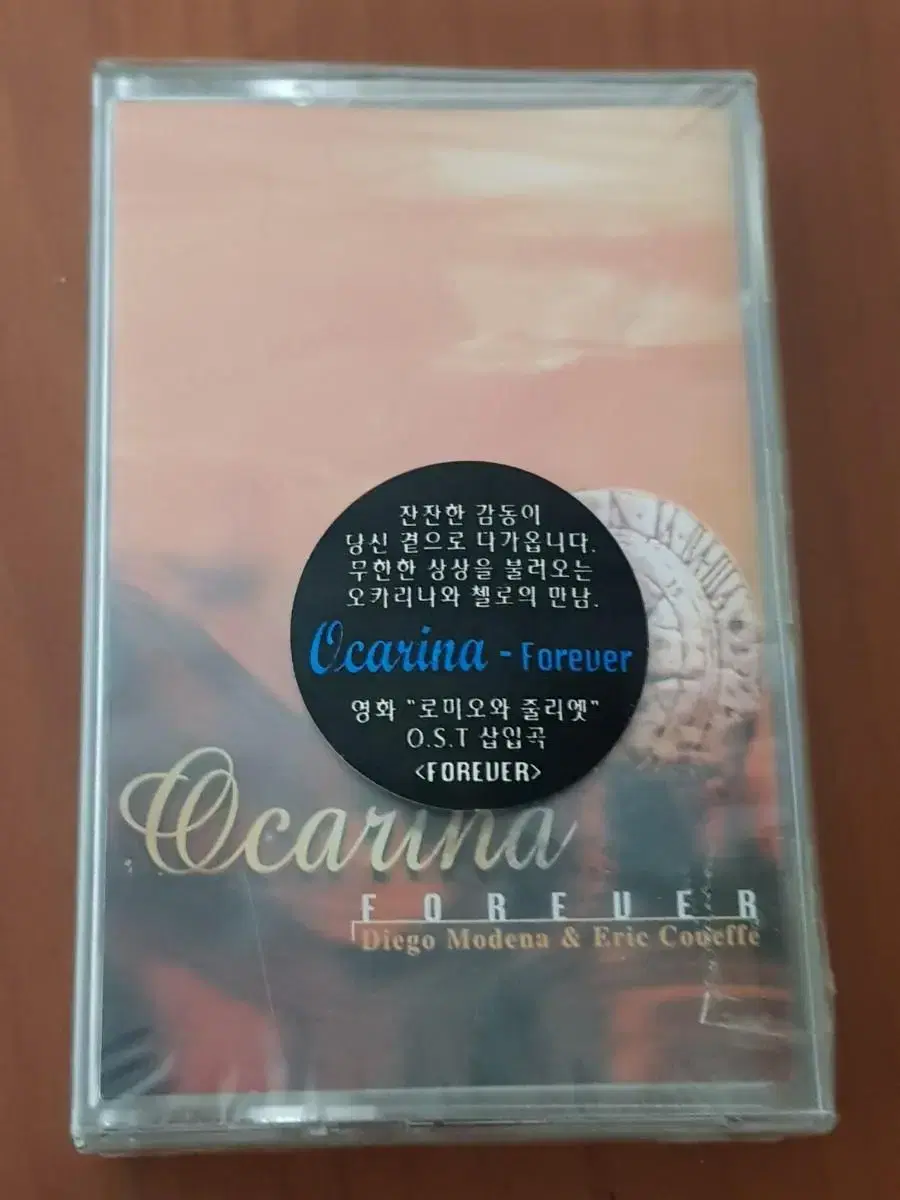 잔잔한 감동이
당신 곁으로 다가옵니다.
무한한 상상을 불러오는
오카리나와 첼로의 만남.
Ocarina - Forever
영화 "로미오와 줄리엣"
O.S.T 삽입곡
<FOREVER>
Ocarina
FOREVER
Diego Modena & Eric Coueffe